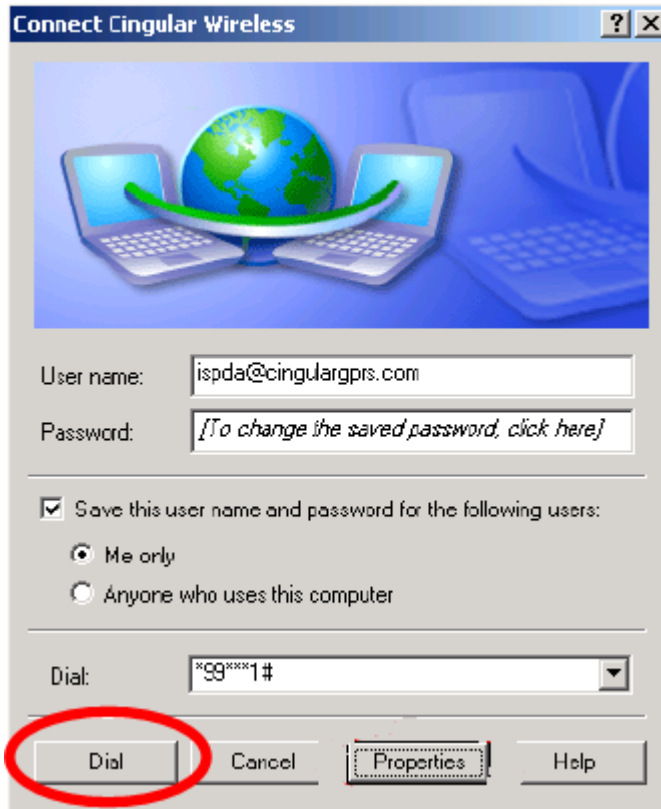 Connect Cingular Wireless
User name: ispda@cingulargprs.com
Password: [To change the saved password, click here]
Save this user name and password for the following users:
Me only
Anyone who uses this computer
Dial: *99***1#
Dial Cancel Properties Help